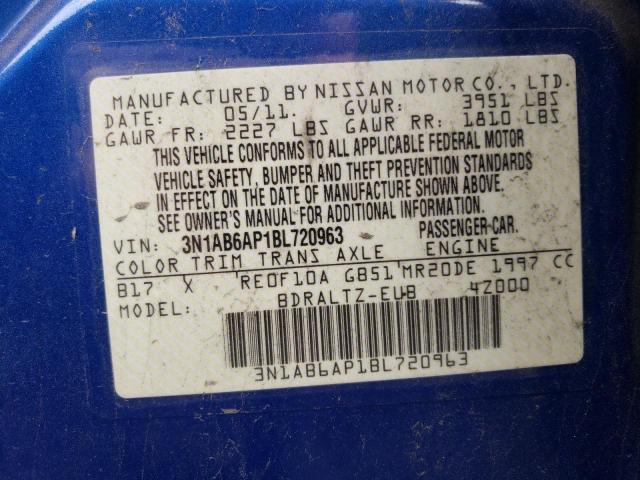 MANUFACTURED BY NISSAN MOTOR CO., LTD.
DATE: 05/11. GVWR: 3951 LBS
GAWR FR: 2227 LBS GAWR RR: 1810 LBS
THIS VEHICLE CONFORMS TO ALL APPLICABLE FEDERAL MOTOR
VEHICLE SAFETY, BUMPER AND THEFT PREVENTION STANDARDS
IN EFFECT ON THE DATE OF MANUFACTURE SHOWN ABOVE.
SEE OWNER'S MANUAL FOR ADDITIONAL INFORMATION.
VIN: 3N1AB6AP1BL720963 PASSENGER-CAR.
COLOR TRIM TRANS AXLE ENGINE
B17 X RE0F10A GB51 MR20DE 1997 CC
MODEL: BDRALTZ-EUB 4Z000
3N1AB6AP1BL720963